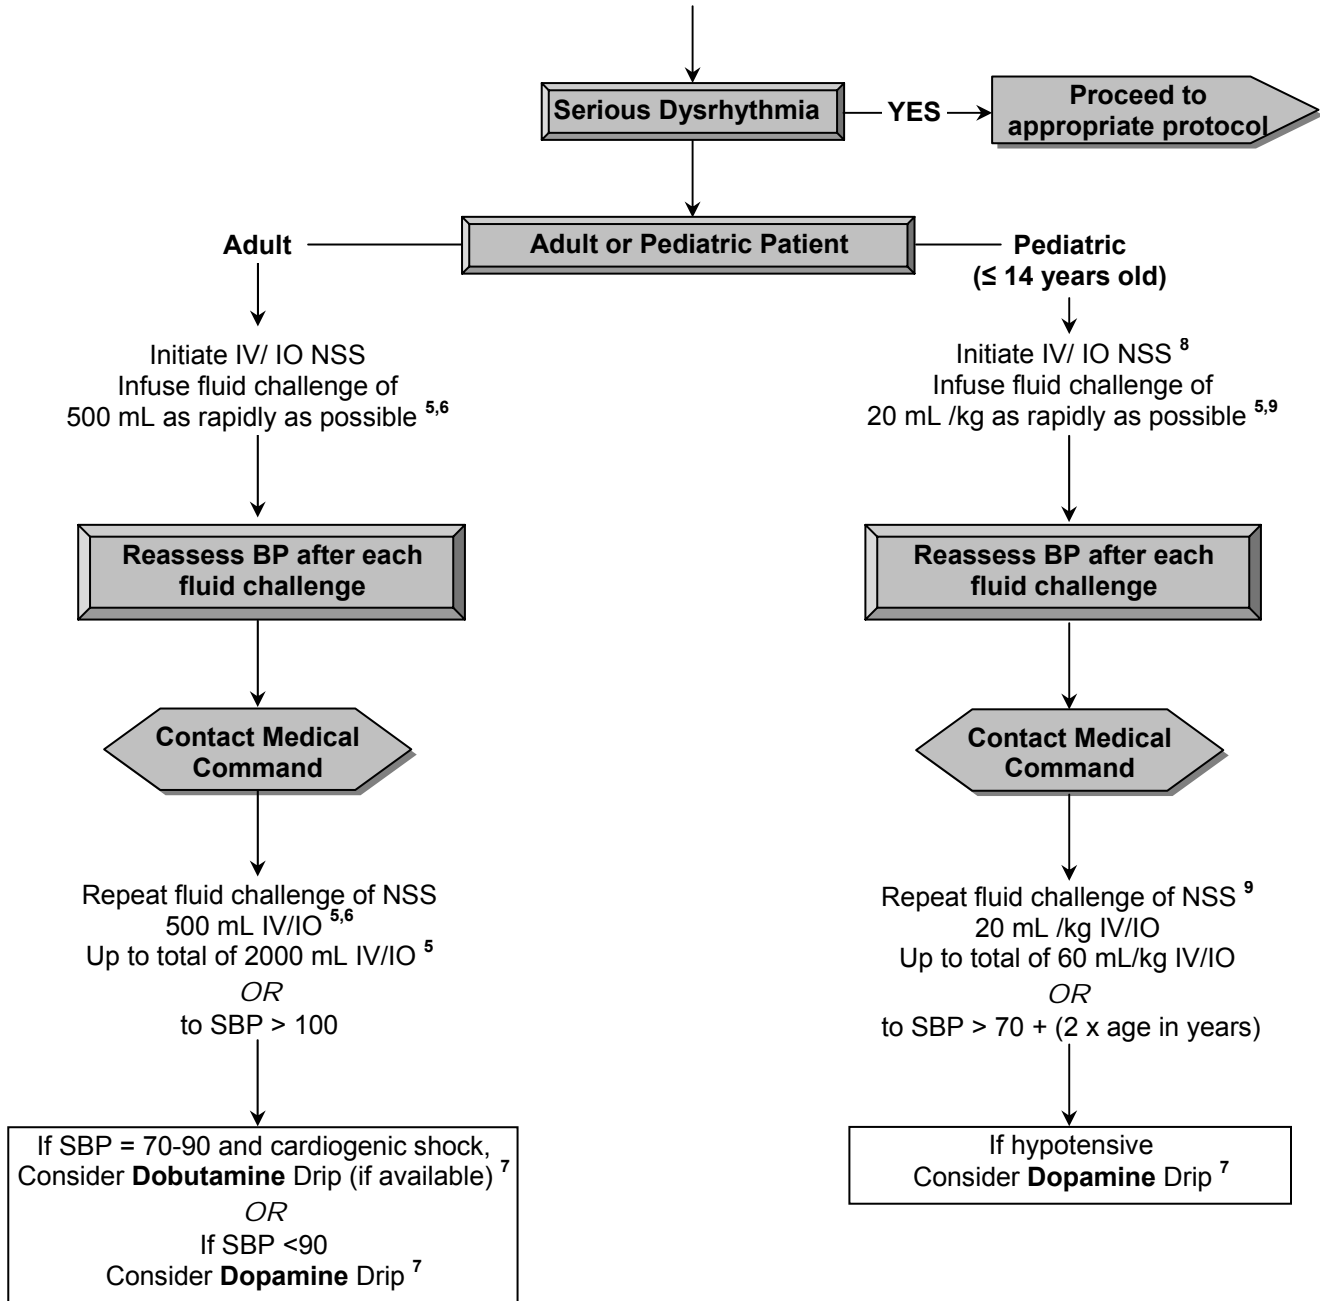 Serious Dysrhythmia
YES
Proceed to
appropriate protocol
Adult or Pediatric Patient
Adult
Initiate IV/ IO NSS
Infuse fluid challenge of
500 mL as rapidly as possible 5,6
Reassess BP after each
fluid challenge
Contact Medical
Command
Repeat fluid challenge of NSS
500 mL IV/IO 5,6
Up to total of 2000 mL IV/IO 5
OR
to SBP > 100
If SBP = 70-90 and cardiogenic shock,
Consider Dobutamine Drip (if available) 7
OR
If SBP <90
Consider Dopamine Drip 7
Pediatric
(≤ 14 years old)
Initiate IV/ IO NSS 8
Infuse fluid challenge of
20 mL /kg as rapidly as possible 5,9
Reassess BP after each
fluid challenge
Contact Medical
Command
Repeat fluid challenge of NSS 9
20 mL /kg IV/IO
Up to total of 60 mL/kg IV/IO
OR
to SBP > 70 + (2 x age in years)
If hypotensive
Consider Dopamine Drip 7